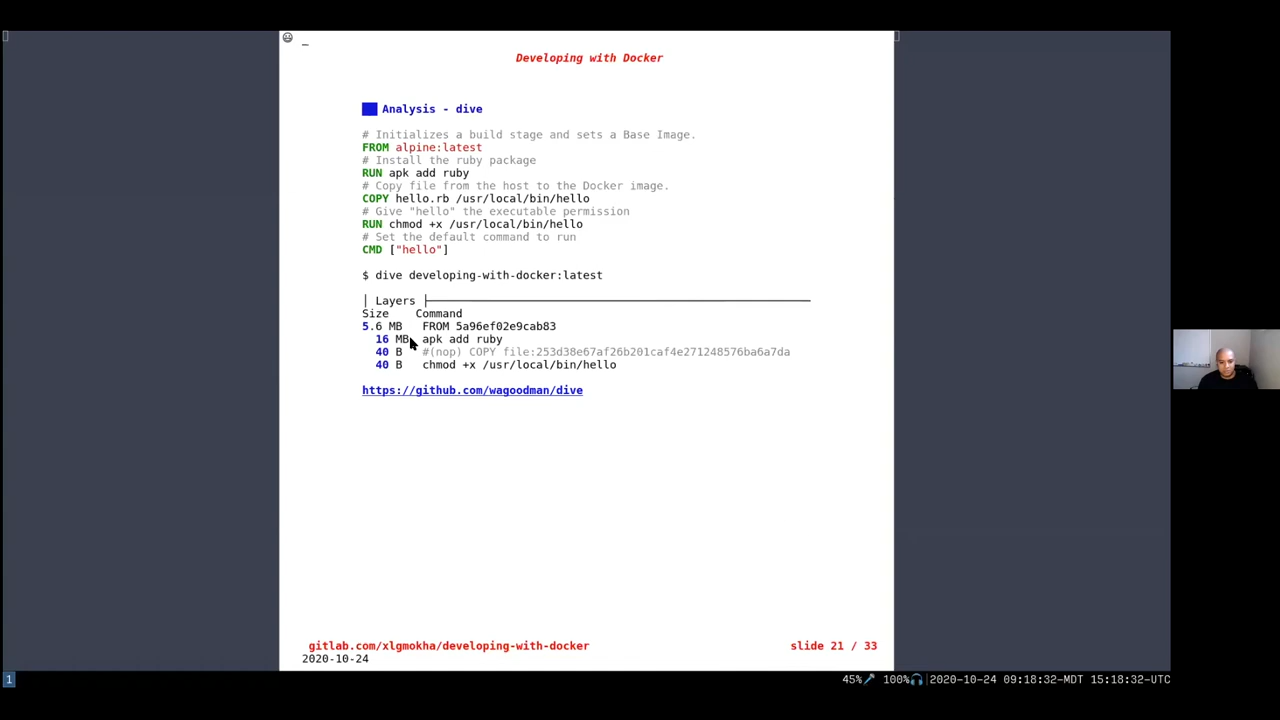 Developing with Docker
Analysis - dive
# Initializes a build stage and sets a Base Image.
FROM alpine:latest
# Install the ruby package
RUN apk add ruby
# Copy file from the host to the Docker image.
COPY hello.rb /usr/local/bin/hello
# Give "hello" the executable permission
RUN chmod +x /usr/local/bin/hello
# Set the default command to run
CMD ["hello"]
$ dive developing-with-docker:latest
│ Layers ├─────────────────────────────────────────────────────────
Size    Command
5.6 MB   FROM 5a96ef02e9cab83
16 MB  apk add ruby
40 B   #(nop) COPY file:253d38e67af26b201caf4e271248576ba6a7da
40 B   chmod +x /usr/local/bin/hello
https://github.com/wagoodman/dive
gitlab.com/xlgmokha/developing-with-docker slide 21 / 33
2020-10-24
1 45% 100% 2020-10-24 09:18:32-MDT 15:18:32-UTC